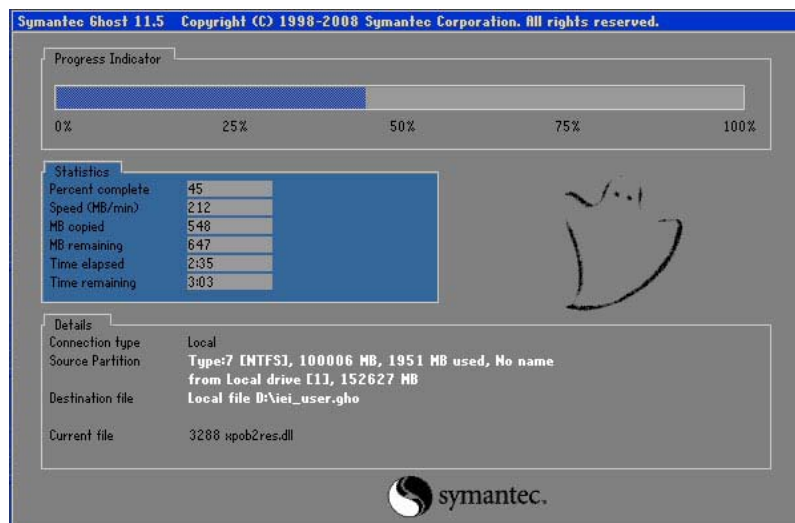 Symantec Ghost 11.5 Copyright (C) 1998-2008 Symantec Corporation. All rights reserved.
Progress Indicator
0% 25% 50% 75% 100%
Statistics
Percent complete 45
Speed (MB/min) 212
MB copied 548
MB remaining 647
Time elapsed 2:35
Time remaining 3:03
Details
Connection type Local
Source Partition Type:7 [NTFS], 100006 MB, 1951 MB used, No name
from Local drive [1], 152627 MB
Destination file Local file D:\iei_user.gho
Current file 3288 xpob2res.dll
symantec.